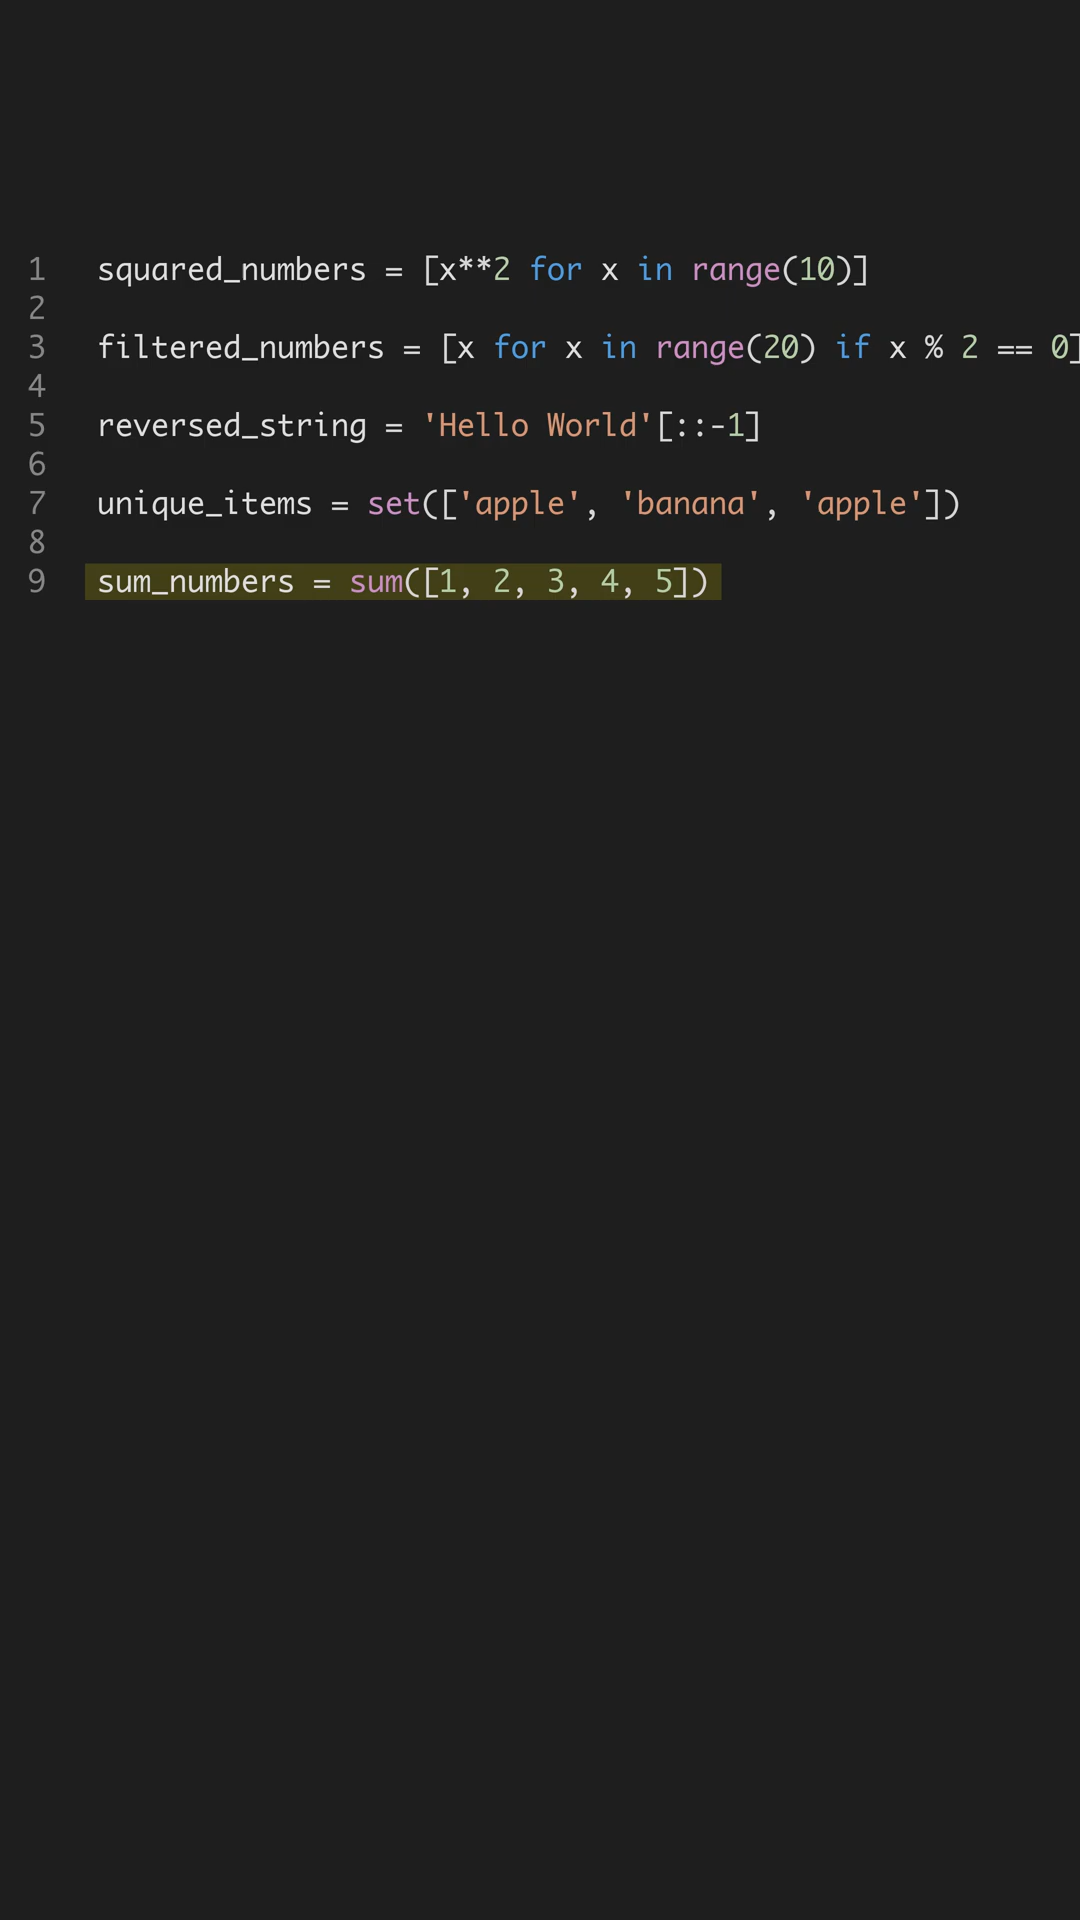 1 squared_numbers = [x**2 for x in range(10)]
2
3 filtered_numbers = [x for x in range(20) if x % 2 == 0]
4
5 reversed_string = 'Hello World'[::-1]
6
7 unique_items = set(['apple', 'banana', 'apple'])
8
9 sum_numbers = sum([1, 2, 3, 4, 5])